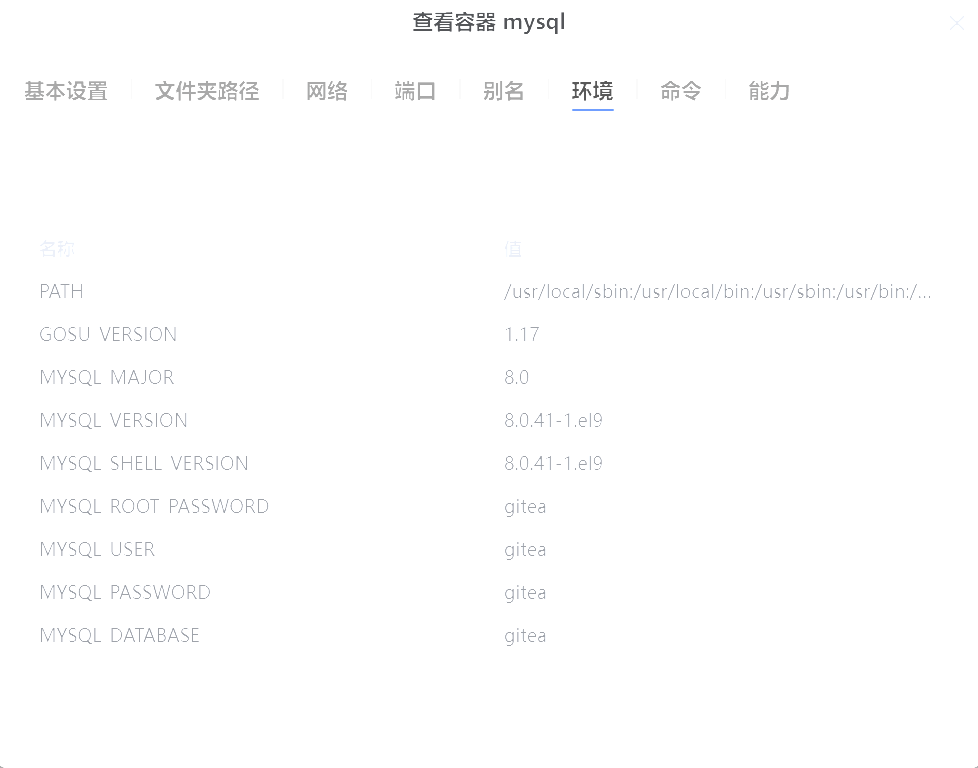 查看容器 mysql
基本设置 文件夹路径 网络 端口 别名 环境 命令 能力
名称 值
PATH /usr/local/sbin:/usr/local/bin:/usr/sbin:/usr/bin:/...
GOSU VERSION 1.17
MYSQL MAJOR 8.0
MYSQL VERSION 8.0.41-1.el9
MYSQL SHELL VERSION 8.0.41-1.el9
MYSQL ROOT PASSWORD gitea
MYSQL USER gitea
MYSQL PASSWORD gitea
MYSQL DATABASE gitea